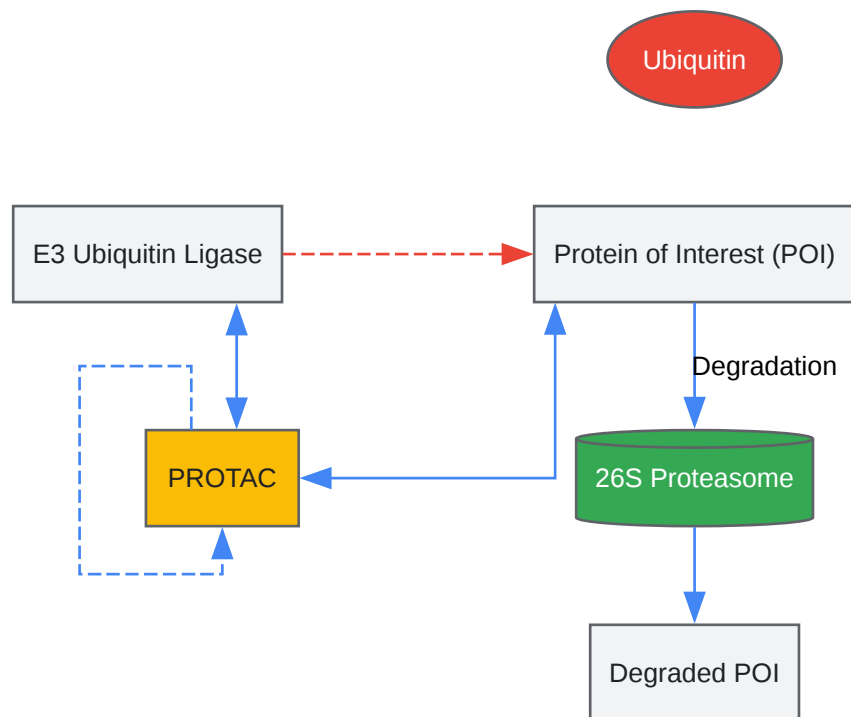 Ubiquitin
E3 Ubiquitin Ligase
Protein of Interest (POI)
Degradation
PROTAC
26S Proteasome
Degraded POI